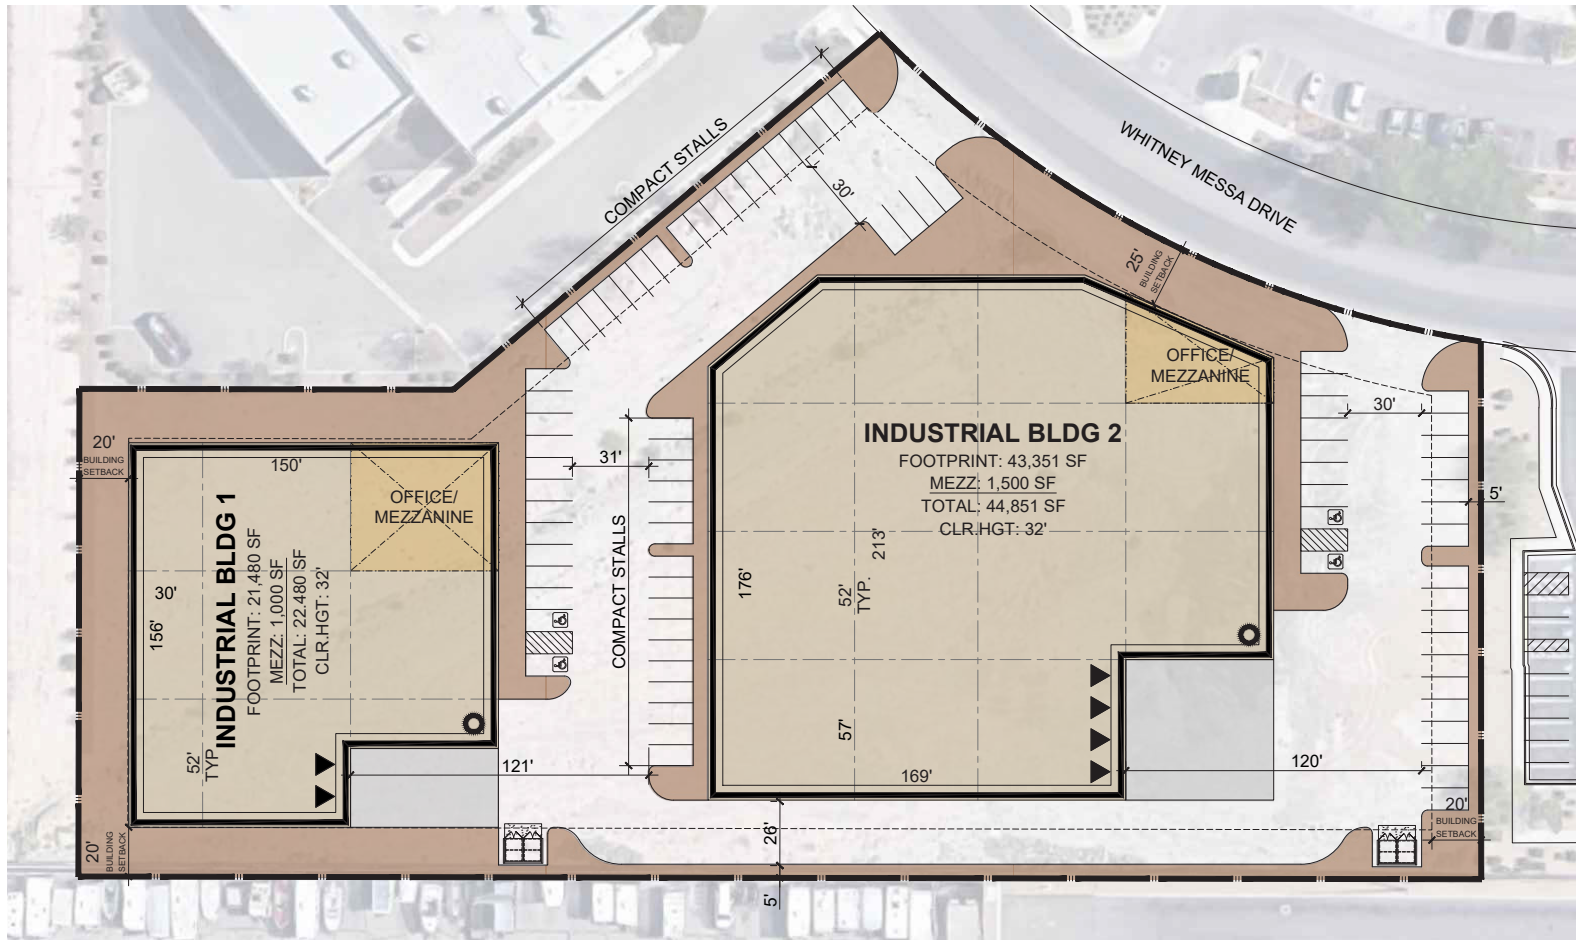 WHITNEY MESSA DRIVE
COMPACT STALLS
30'
25'
BUILDING
SETBACK
OFFICE/
MEZZANINE
INDUSTRIAL BLDG 2
FOOTPRINT: 43,351 SF
MEZZ: 1,500 SF
TOTAL: 44,851 SF
CLR.HGT: 32'
213'
52'
TYP.
176'
57'
169'
30'
5'
120'
20'
BUILDING
SETBACK
20'
BUILDING
SETBACK
150'
OFFICE/
MEZZANINE
INDUSTRIAL BLDG 1
FOOTPRINT: 21,480 SF
MEZZ: 1,000 SF
TOTAL: 22.480 SF
CLR.HGT: 32'
30'
156'
52'
TYP
31'
COMPACT STALLS
121'
26'
5'
20'
BUILDING
SETBACK